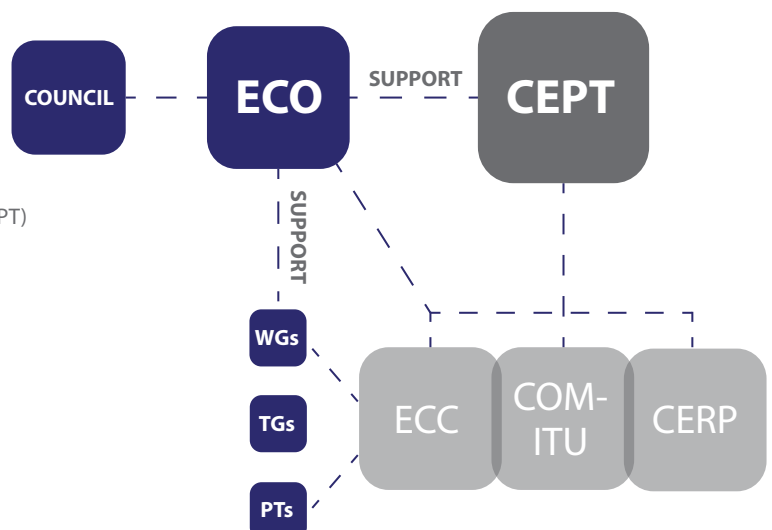 COUNCIL
ECO
SUPPORT
CEPT
PT)
SUPPORT
WGs
TGs
PTs
ECC
COM-
ITU
CERP